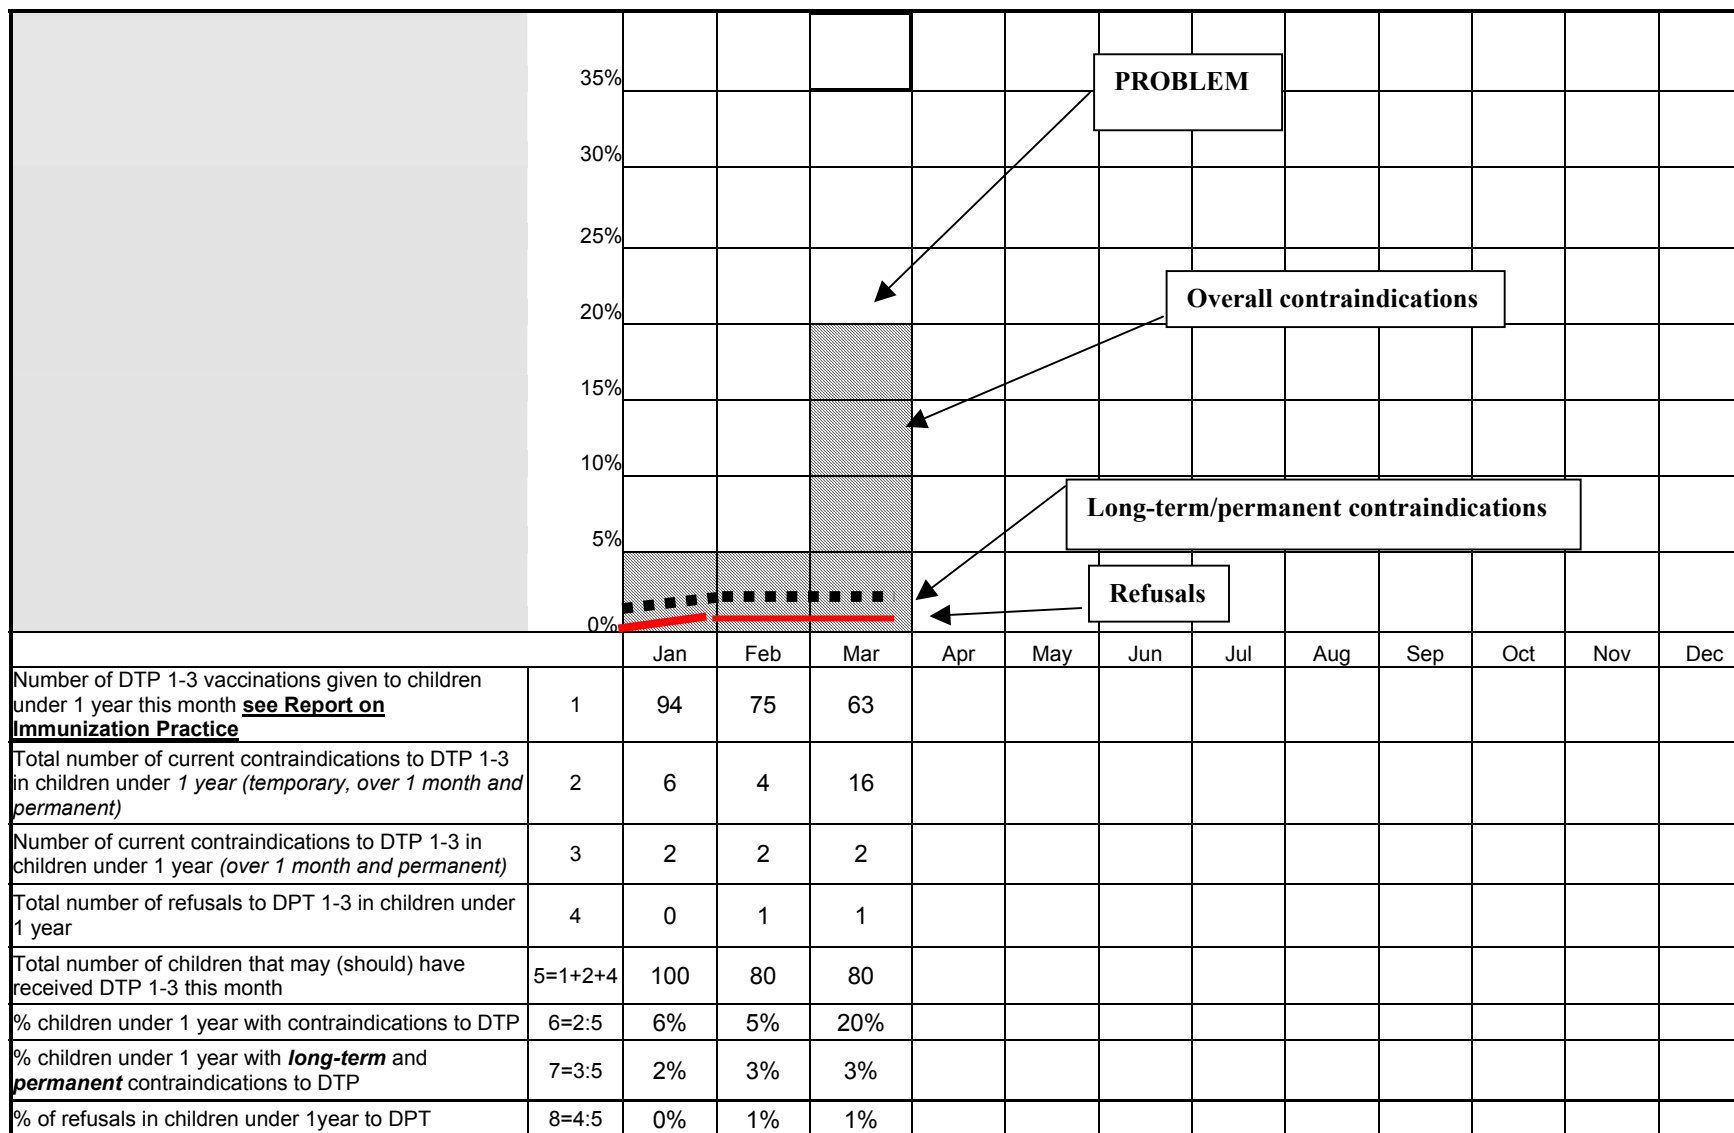 35%
PROBLEM
30%
25%
20%
Overall contraindications
15%
10%
Long-term/permanent contraindications
5%
Refusals
0%
Jan Feb Mar Apr May Jun Jul Aug Sep Oct Nov Dec
Number of DTP 1-3 vaccinations given to children
under 1 year this month see Report on
Immunization Practice
1 94 75 63
Total number of current contraindications to DTP 1-3
in children under 1 year (temporary, over 1 month and
permanent)
2 6 4 16
Number of current contraindications to DTP 1-3 in
children under 1 year (over 1 month and permanent)
3 2 2 2
Total number of refusals to DPT 1-3 in children under
1 year
4 0 1 1
Total number of children that may (should) have
received DTP 1-3 this month
5=1+2+4 100 80 80
% children under 1 year with contraindications to DTP 6=2:5 6% 5% 20%
% children under 1 year with long-term and
permanent contraindications to DTP
7=3:5 2% 3% 3%
% of refusals in children under 1year to DPT 8=4:5 0% 1% 1%